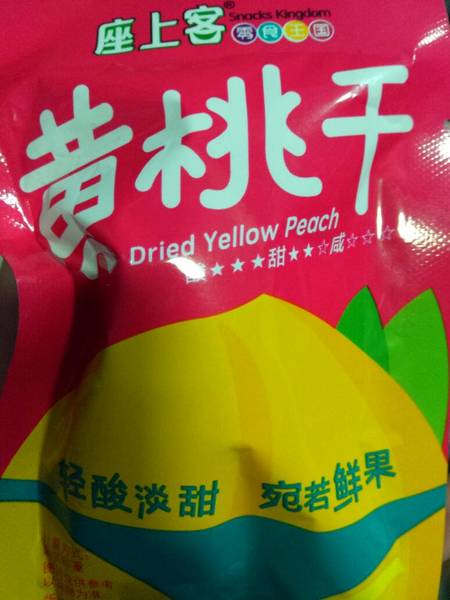 座上客®
Snacks Kingdom
零食王国
黄桃干
Dried Yellow Peach
★★★甜★★☆咸☆☆☆
轻酸淡甜 宛若鲜果